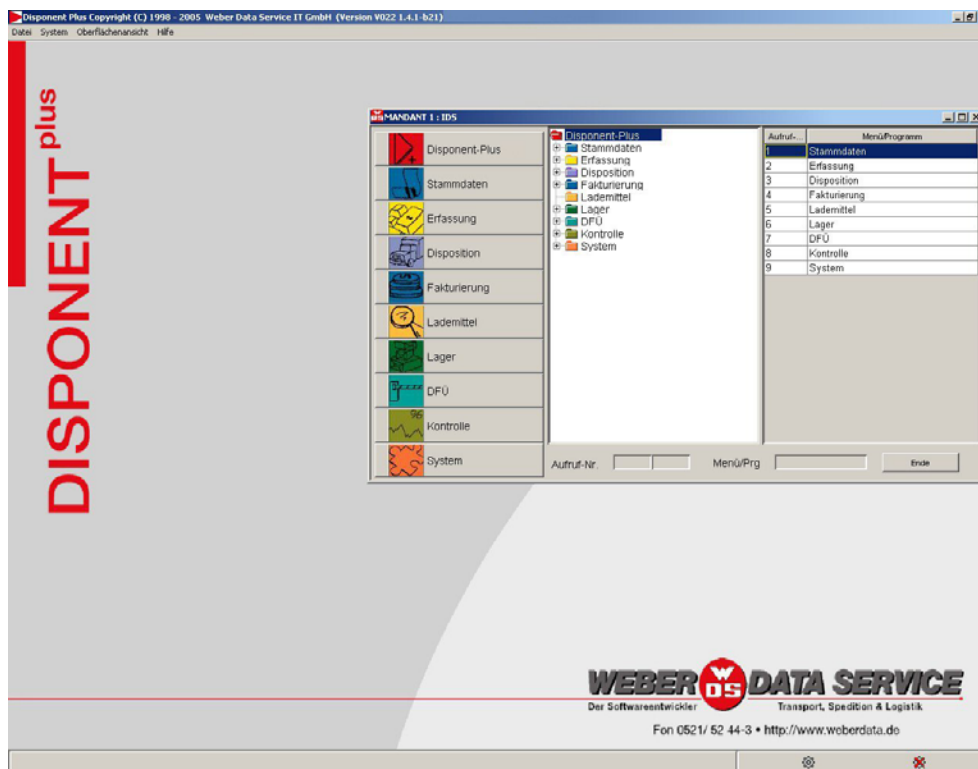 Disponent Plus Copyright (C) 1998 - 2005 Weber Data Service IT GmbH (Version V022 1.4.1-b21)
Datei System Oberflächenansicht Hilfe
DISPONENT plus
MANDANT 1 : IDS
Disponent-Plus
Stammdaten
Erfassung
Disposition
Fakturierung
Lademittel
Lager
DFÜ
96
Kontrolle
System
Disponent-Plus
Stammdaten
Erfassung
Disposition
Fakturierung
Lademittel
Lager
DFÜ
Kontrolle
System
Aufruf-... Menü/Programm
1 Stammdaten
2 Erfassung
3 Disposition
4 Fakturierung
5 Lademittel
6 Lager
7 DFÜ
8 Kontrolle
9 System
Aufruf-Nr. Menü/Prg Ende
WEBER WDS DATA SERVICE
Der Softwareentwickler Transport, Spedition & Logistik
Fon 0521/ 52 44-3 • http://www.weberdata.de